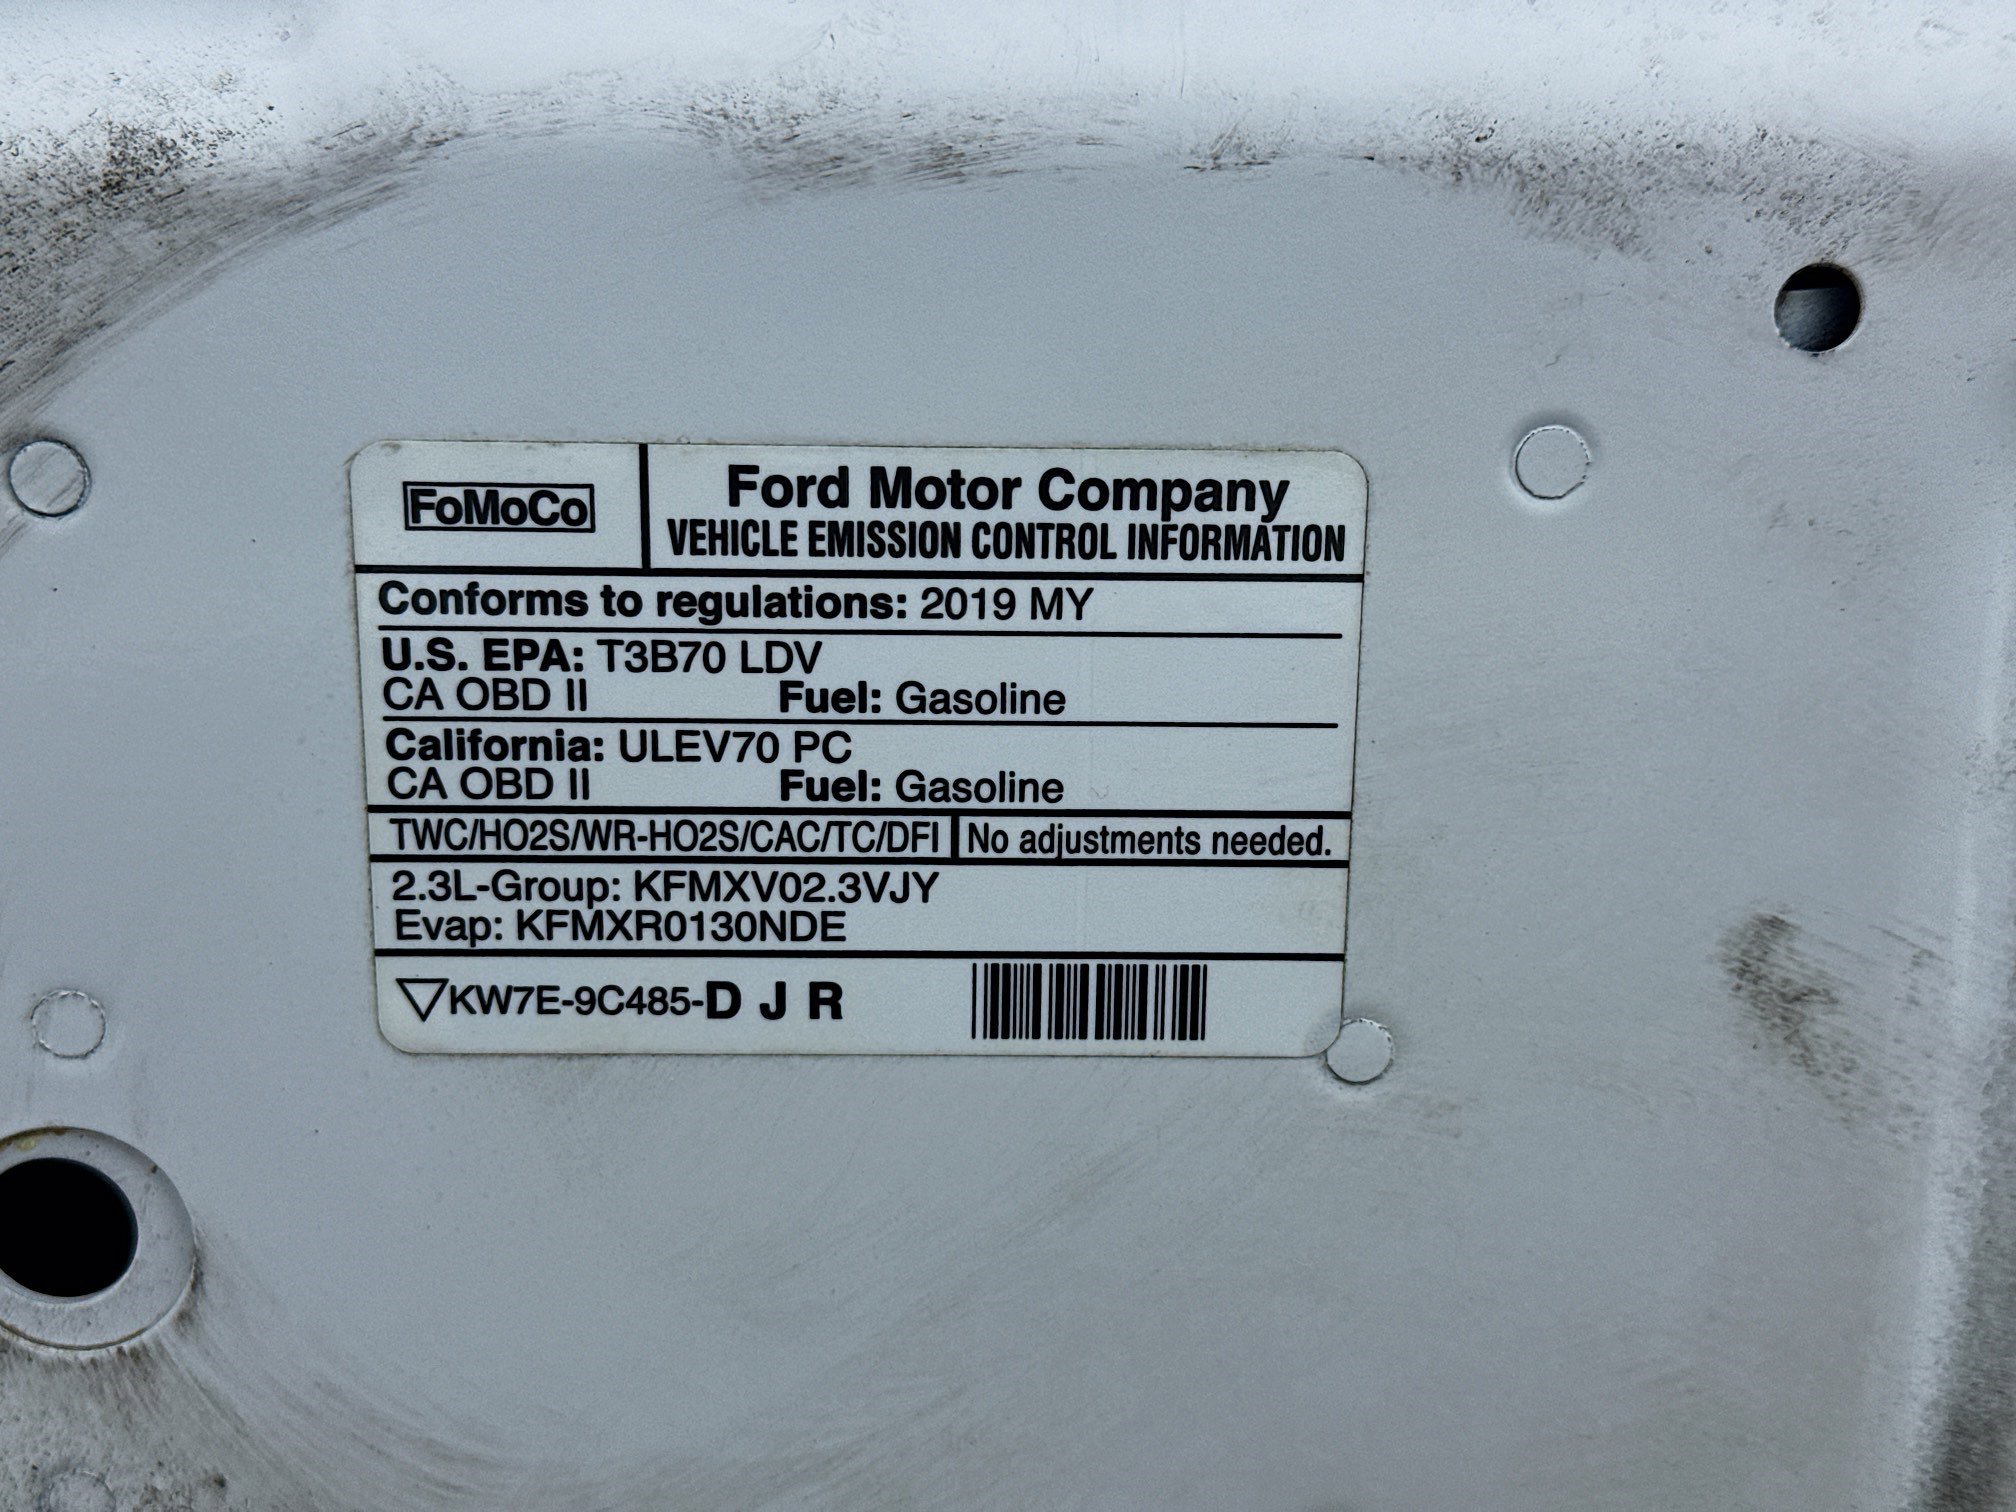 FoMoCo
Ford Motor Company
VEHICLE EMISSION CONTROL INFORMATION
Conforms to regulations: 2019 MY
U.S. EPA: T3B70 LDV
CA OBD II Fuel: Gasoline
California: ULEV70 PC
CA OBD II Fuel: Gasoline
TWC/HO2S/WR-HO2S/CAC/TC/DFI No adjustments needed.
2.3L-Group: KFMXV02.3VJY
Evap: KFMXR0130NDE
KW7E-9C485-D J R